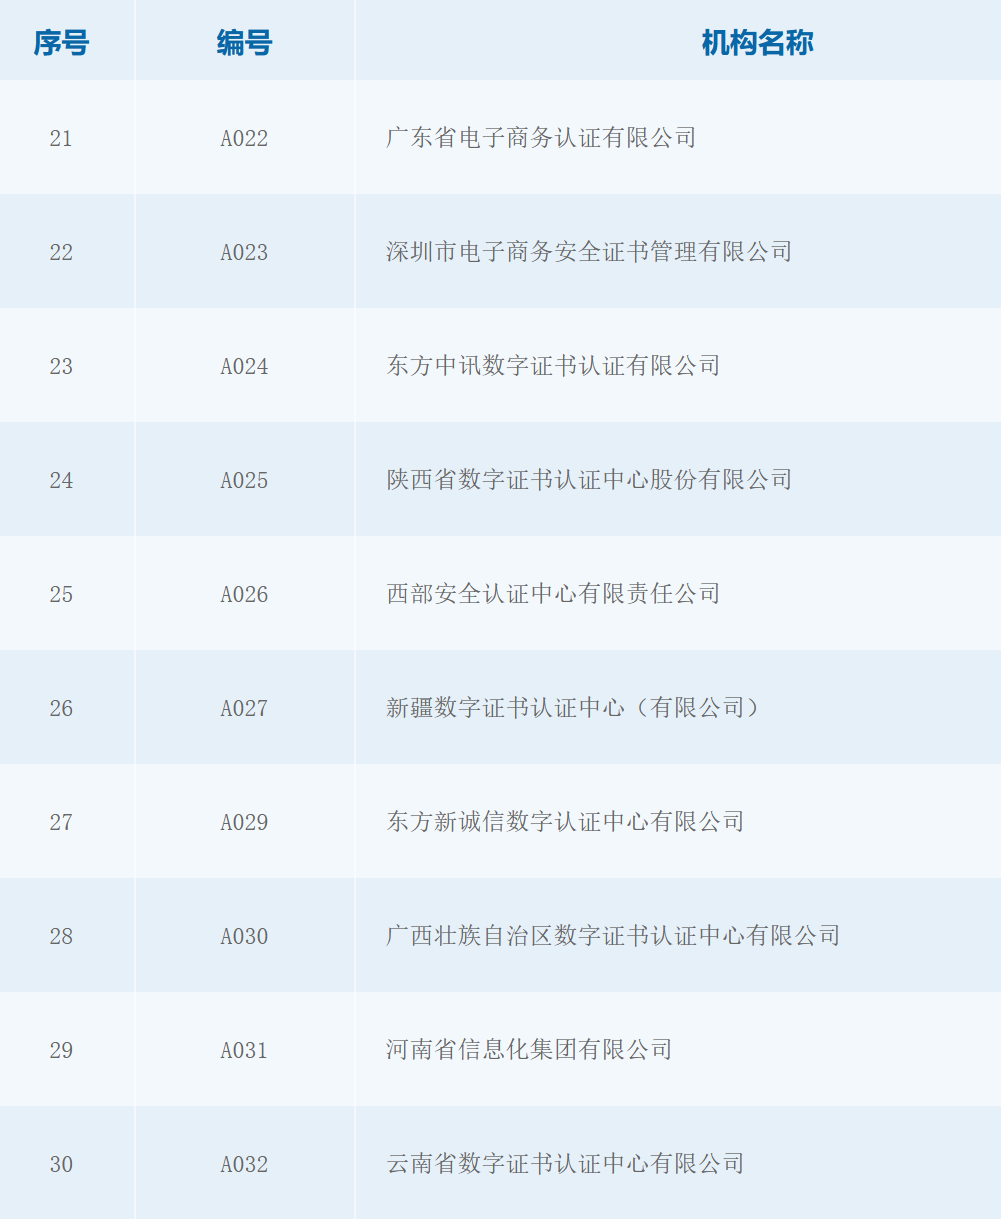 序号 编号 机构名称
21 A022 广东省电子商务认证有限公司
22 A023 深圳市电子商务安全证书管理有限公司
23 A024 东方中讯数字证书认证有限公司
24 A025 陕西省数字证书认证中心股份有限公司
25 A026 西部安全认证中心有限责任公司
26 A027 新疆数字证书认证中心（有限公司）
27 A029 东方新诚信数字认证中心有限公司
28 A030 广西壮族自治区数字证书认证中心有限公司
29 A031 河南省信息化集团有限公司
30 A032 云南省数字证书认证中心有限公司